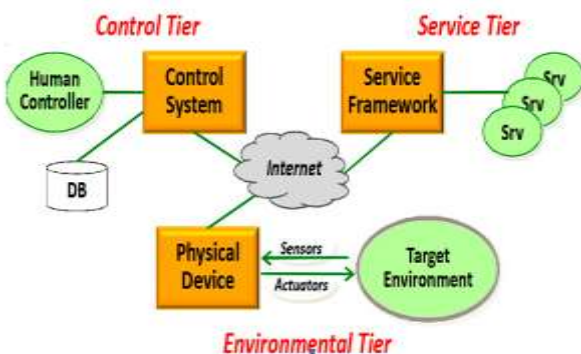 Control Tier
Service Tier
Human
Controller
Control
System
Service
Framework
Srv
Srv
Srv
DB
Internet
Physical
Device
Sensors
Actuators
Target
Environment
Environmental Tier